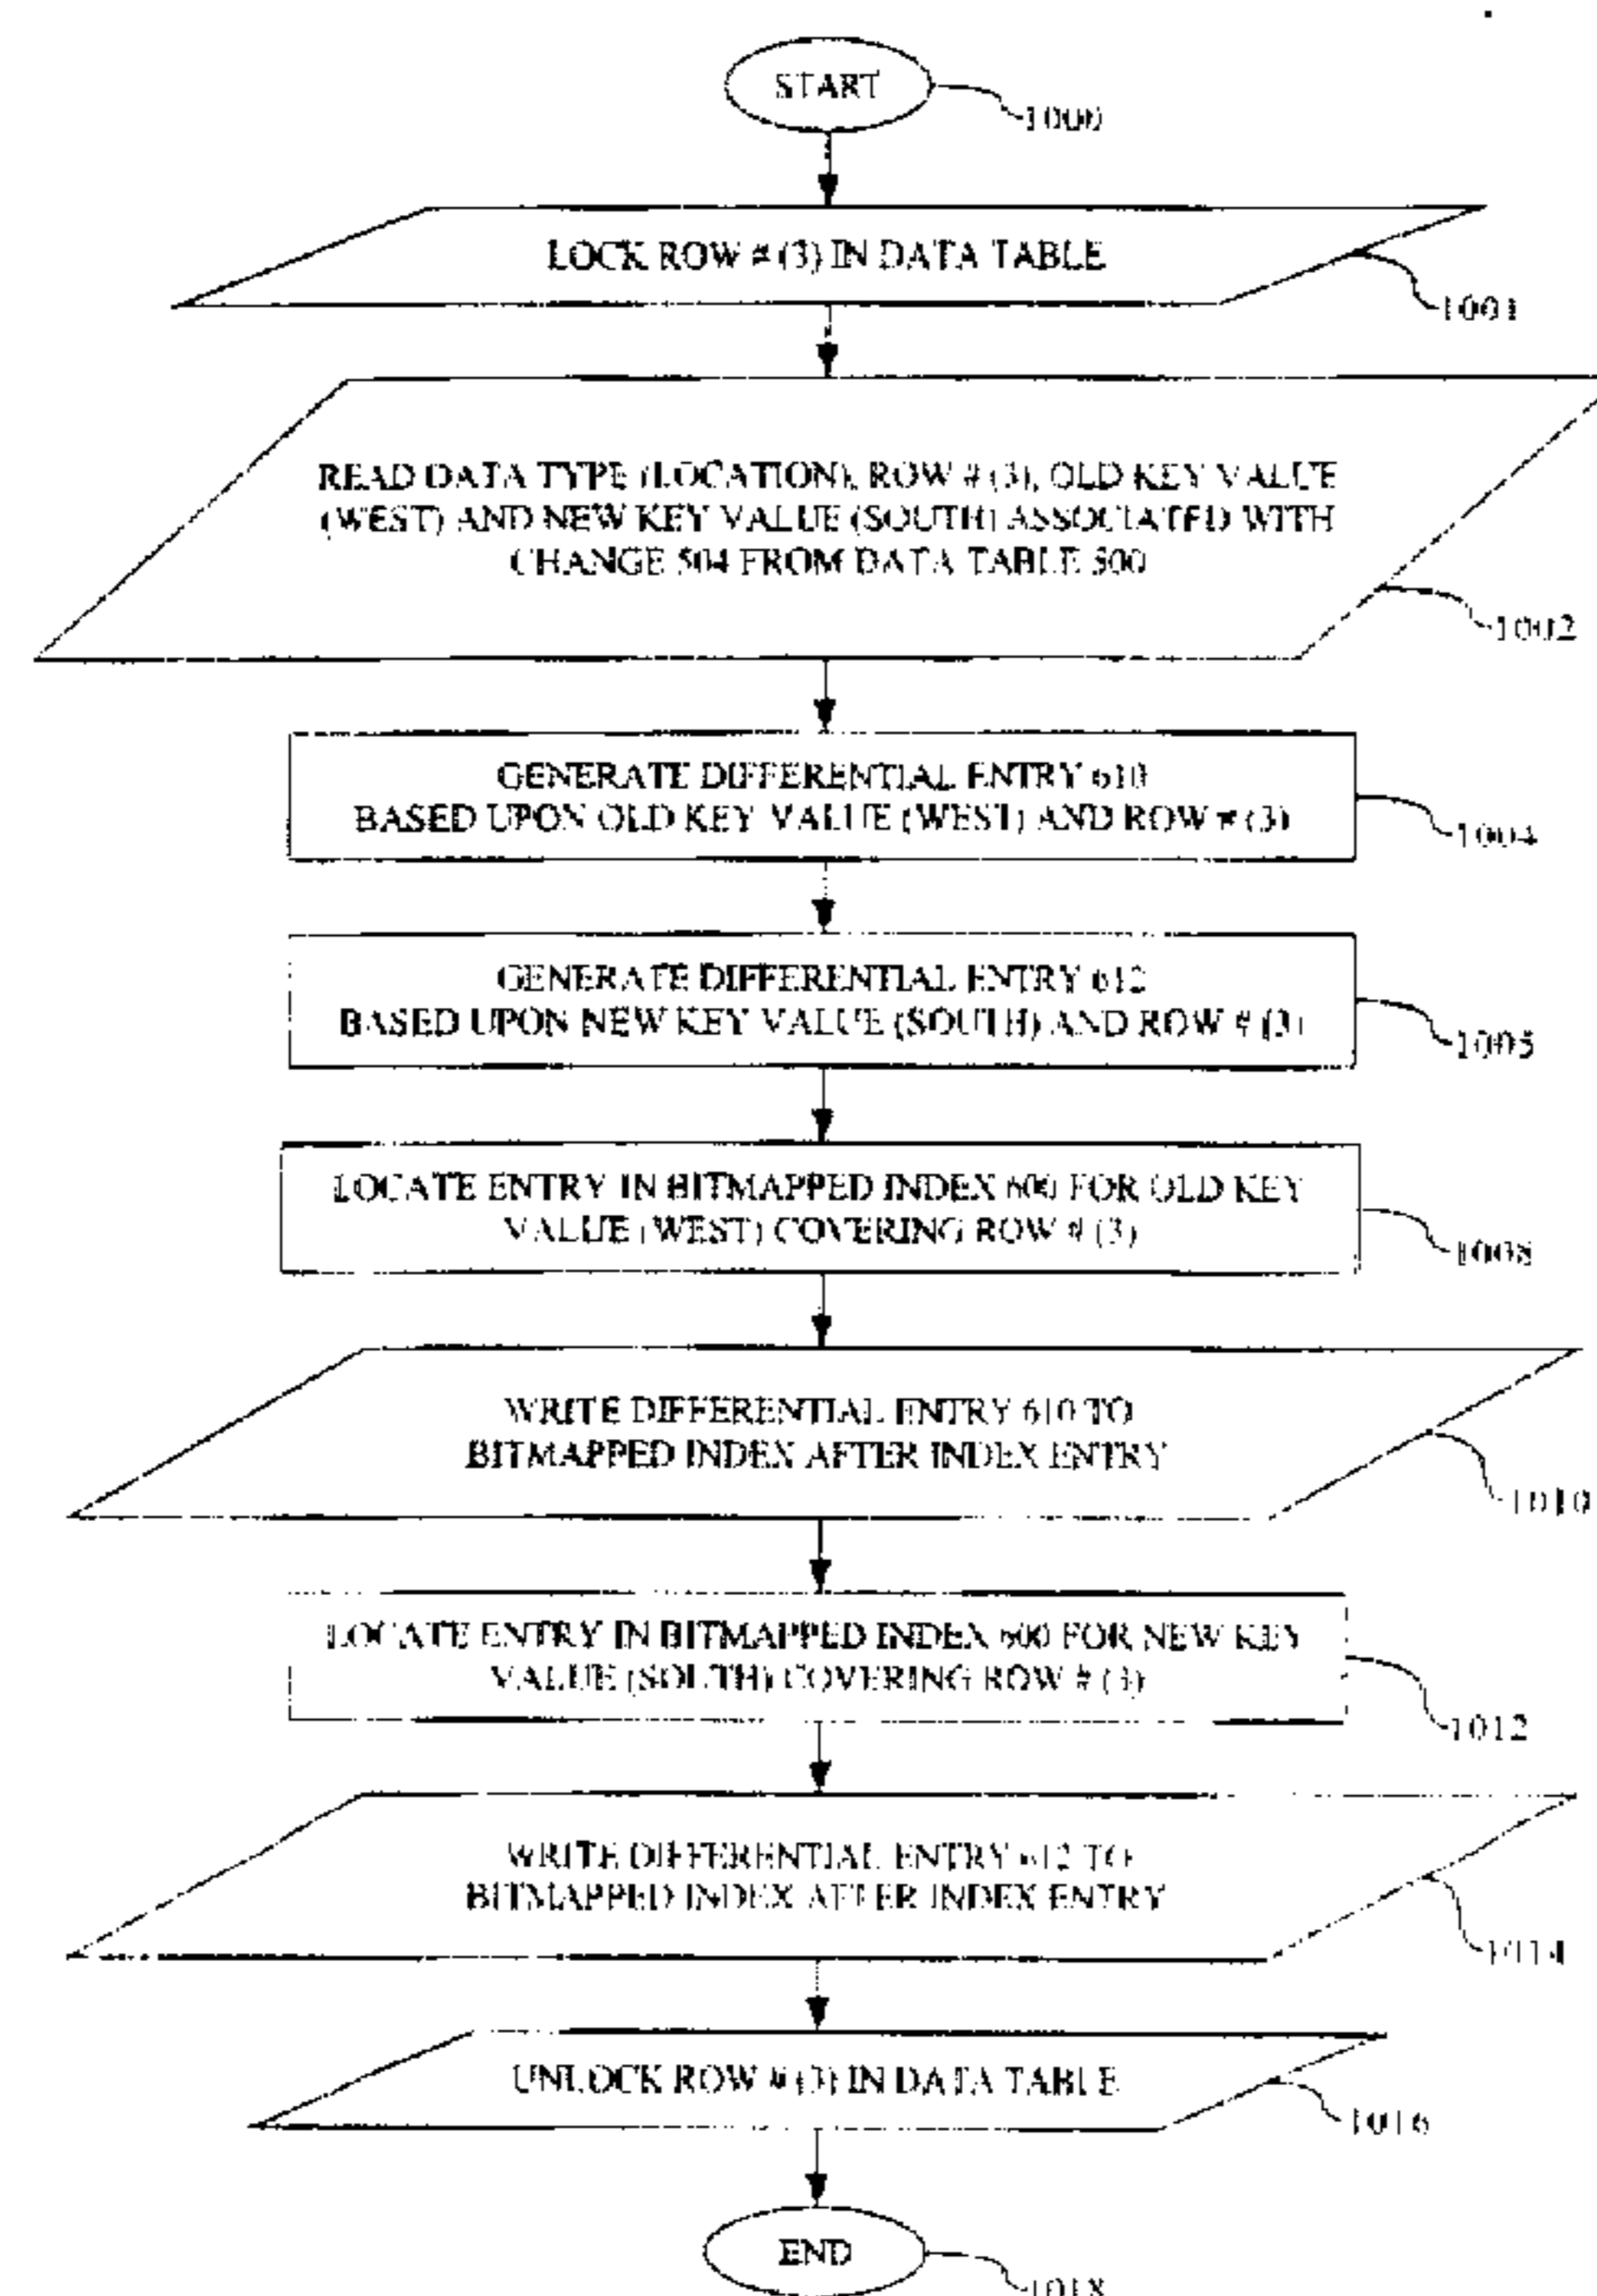 START
1000
LOCK ROW # (3) IN DATA TABLE
1001
READ DATA TYPE (LOCATION), ROW # (3), OLD KEY VALUE
(WEST) AND NEW KEY VALUE (SOUTH) ASSOCIATED WITH
CHANGE 504 FROM DATA TABLE 500
1002
GENERATE DIFFERENTIAL ENTRY 610
BASED UPON OLD KEY VALUE (WEST) AND ROW # (3)
1004
GENERATE DIFFERENTIAL ENTRY 612
BASED UPON NEW KEY VALUE (SOUTH) AND ROW # (3)
1005
LOCATE ENTRY IN BITMAPPED INDEX 600 FOR OLD KEY
VALUE (WEST) COVERING ROW # (3)
1008
WRITE DIFFERENTIAL ENTRY 610 TO
BITMAPPED INDEX AFTER INDEX ENTRY
1010
LOCATE ENTRY IN BITMAPPED INDEX 600 FOR NEW KEY
VALUE (SOUTH) COVERING ROW # (3)
1012
WRITE DIFFERENTIAL ENTRY 612 TO
BITMAPPED INDEX AFTER INDEX ENTRY
1014
UNLOCK ROW # (3) IN DATA TABLE
1016
END
1018